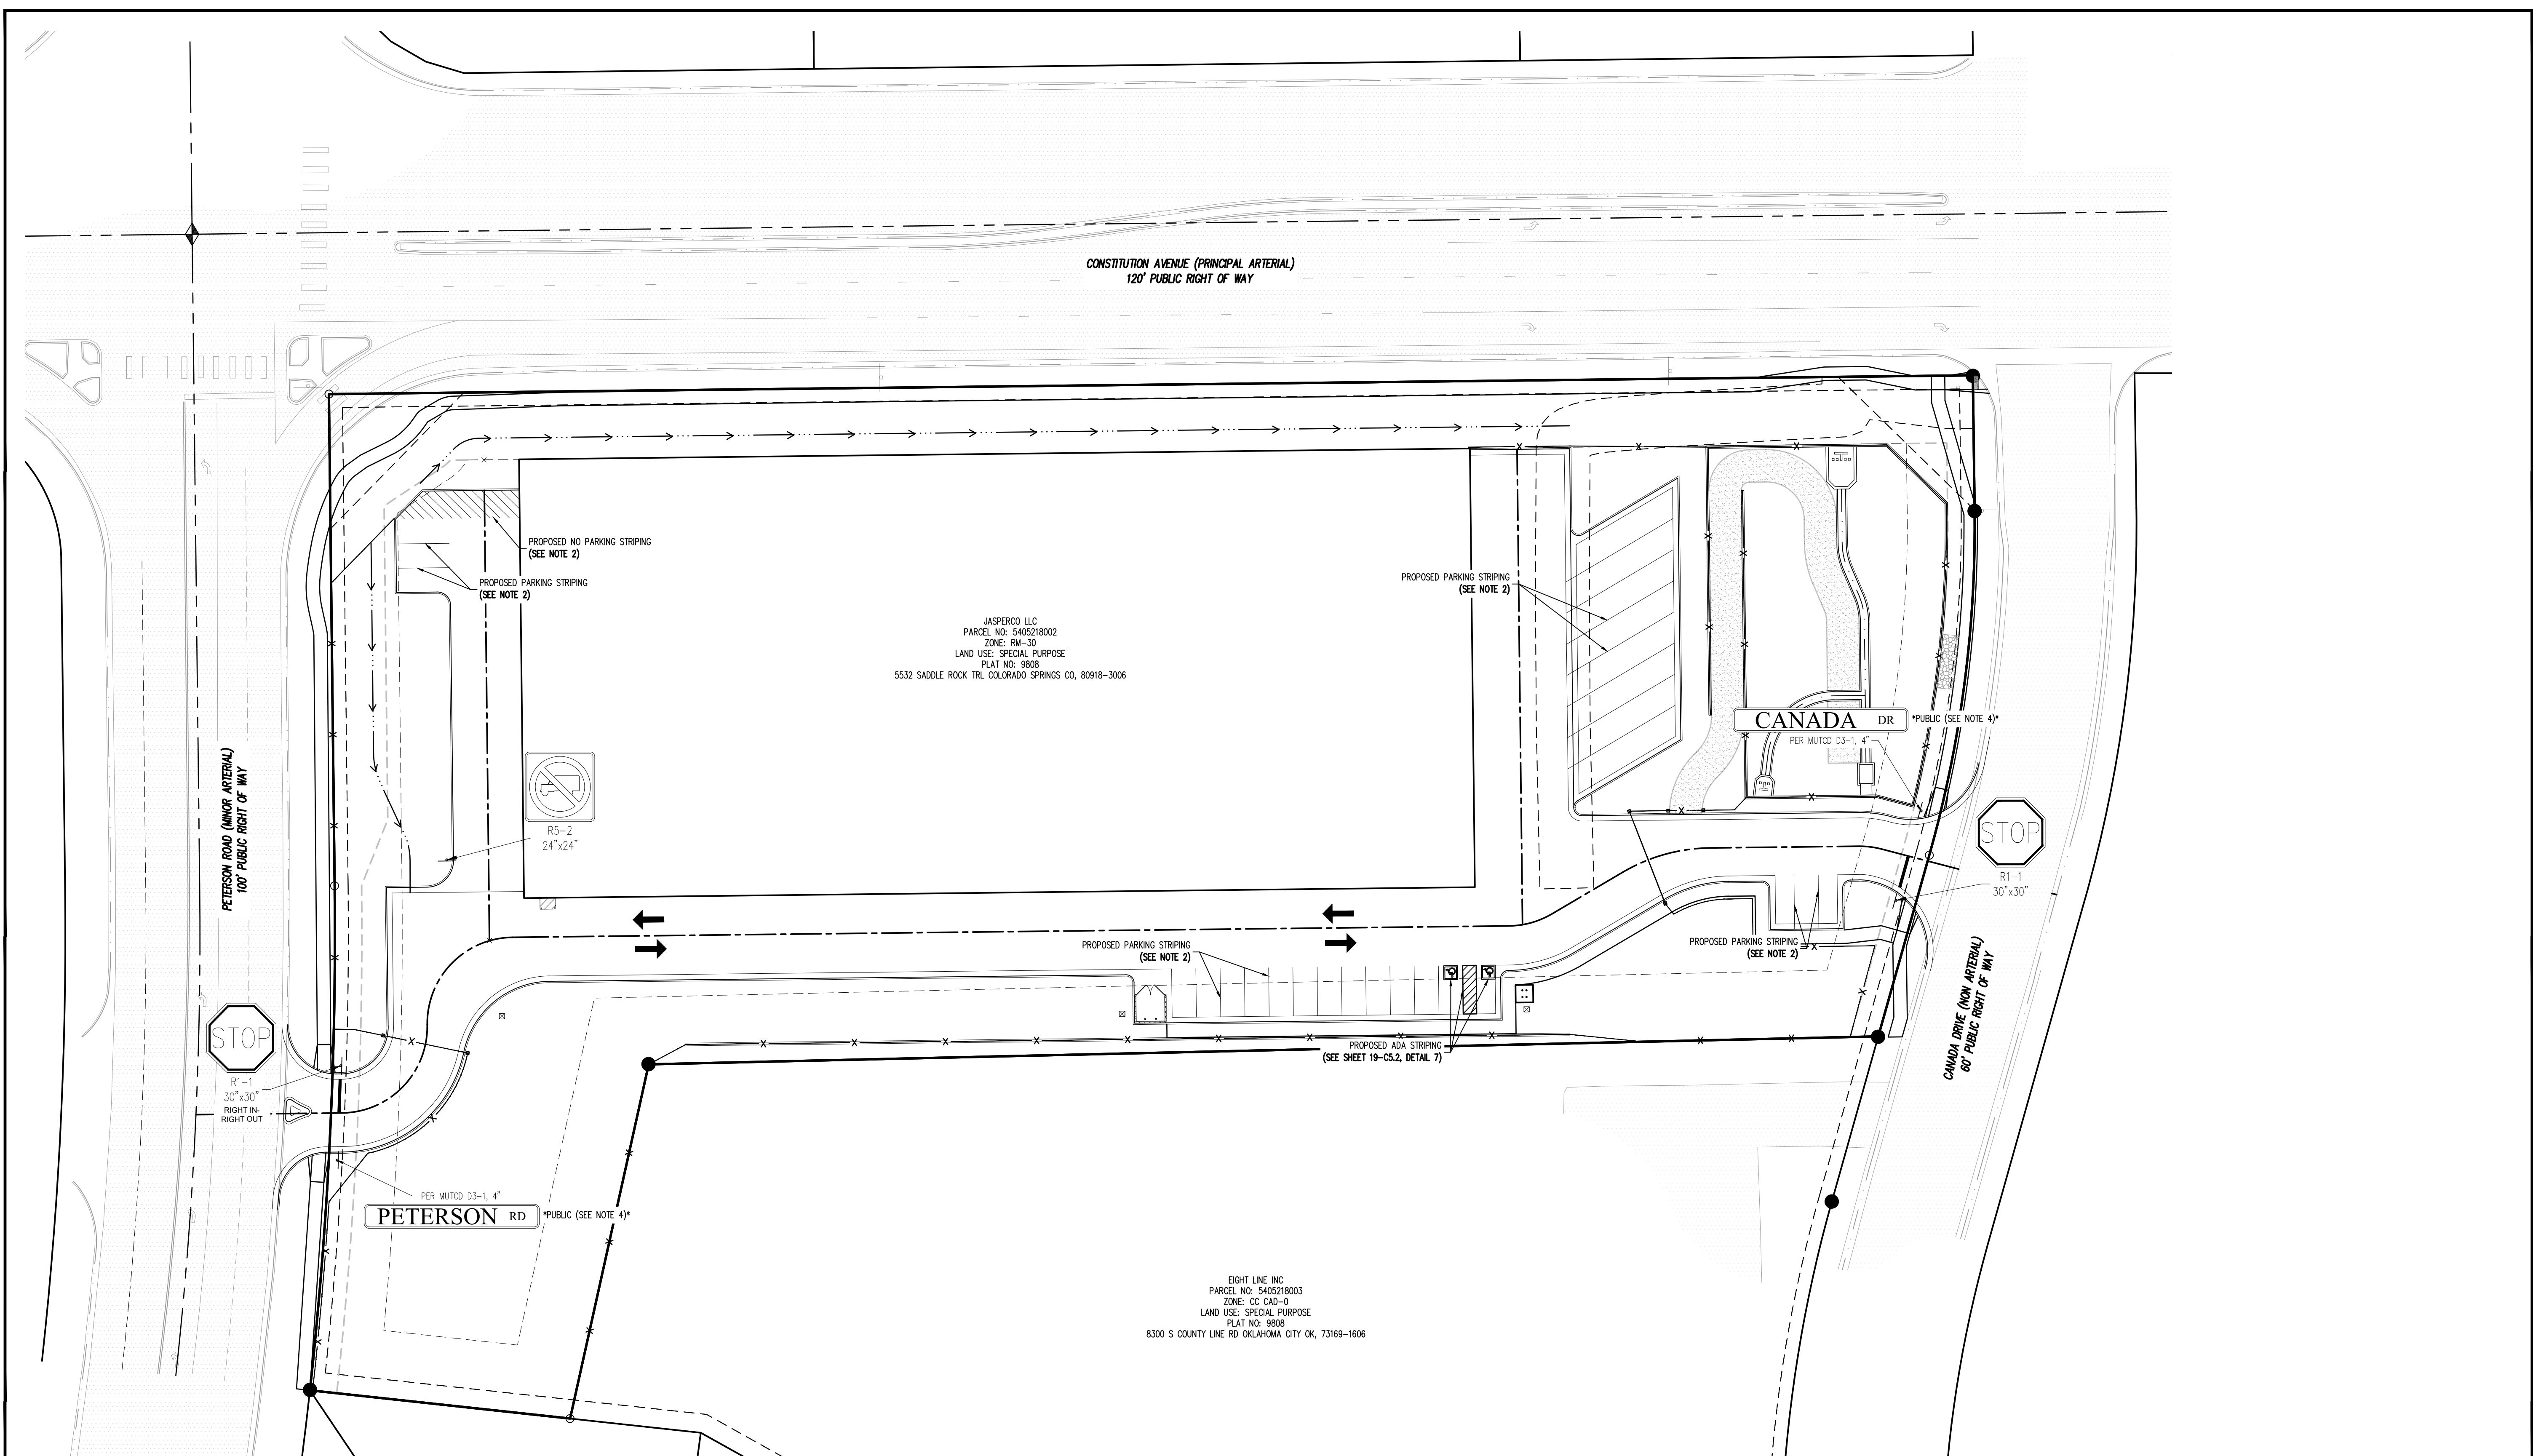 CONSTITUTION AVENUE (PRINCIPAL ARTERIAL)
120' PUBLIC RIGHT OF WAY
PROPOSED NO PARKING STRIPING
(SEE NOTE 2)
PROPOSED PARKING STRIPING
(SEE NOTE 2)
PROPOSED PARKING STRIPING
(SEE NOTE 2)
JASPERCO LLC
PARCEL NO: 5405218002
ZONE: RM-30
LAND USE: SPECIAL PURPOSE
PLAT NO: 9808
5532 SADDLE ROCK TRL COLORADO SPRINGS CO, 80918-3006
CANADA DR
*PUBLIC (SEE NOTE 4)*
PER MUTCD D3-1, 4"
PETERSON ROAD (MINOR ARTERIAL)
100' PUBLIC RIGHT OF WAY
R5-2
24"x24"
STOP
R1-1
30"x30"
PROPOSED PARKING STRIPING
(SEE NOTE 2)
PROPOSED PARKING STRIPING
(SEE NOTE 2)
CANADA DRIVE (NON ARTERIAL)
60' PUBLIC RIGHT OF WAY
STOP
R1-1
30"x30"
RIGHT IN-
RIGHT OUT
PROPOSED ADA STRIPING
(SEE SHEET 19-C5.2, DETAIL 7)
PER MUTCD D3-1, 4"
PETERSON RD
*PUBLIC (SEE NOTE 4)*
EIGHT LINE INC
PARCEL NO: 5405218003
ZONE: CC CAD-O
LAND USE: SPECIAL PURPOSE
PLAT NO: 9808
8300 S COUNTY LINE RD OKLAHOMA CITY OK, 73169-1606